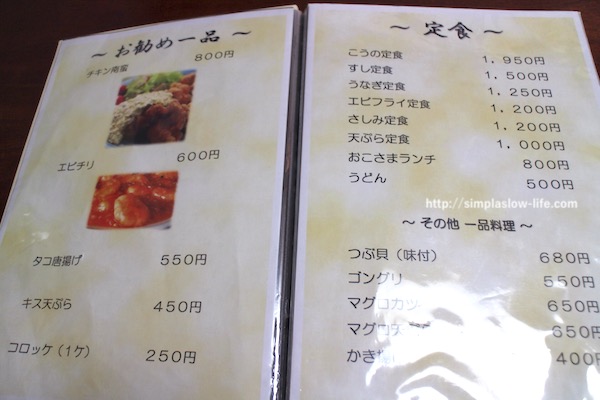 ～ お勧め一品 ～
チキン南蛮 800円
エビチリ 600円
タコ唐揚げ 550円
キス天ぷら 450円
コロッケ（1ケ） 250円
～ 定食 ～
こうの定食 1，950円
すし定食 1，500円
うなぎ定食 1，250円
エビフライ定食 1，200円
さしみ定食 1，200円
天ぷら定食 1，000円
おこさまランチ 800円
うどん 500円
http://simplaslow-life.com
～ その他 一品料理 ～
つぶ貝（味付） 680円
ゴングリ 550円
マグロカツ 650円
マグロ 650円
かき 400円